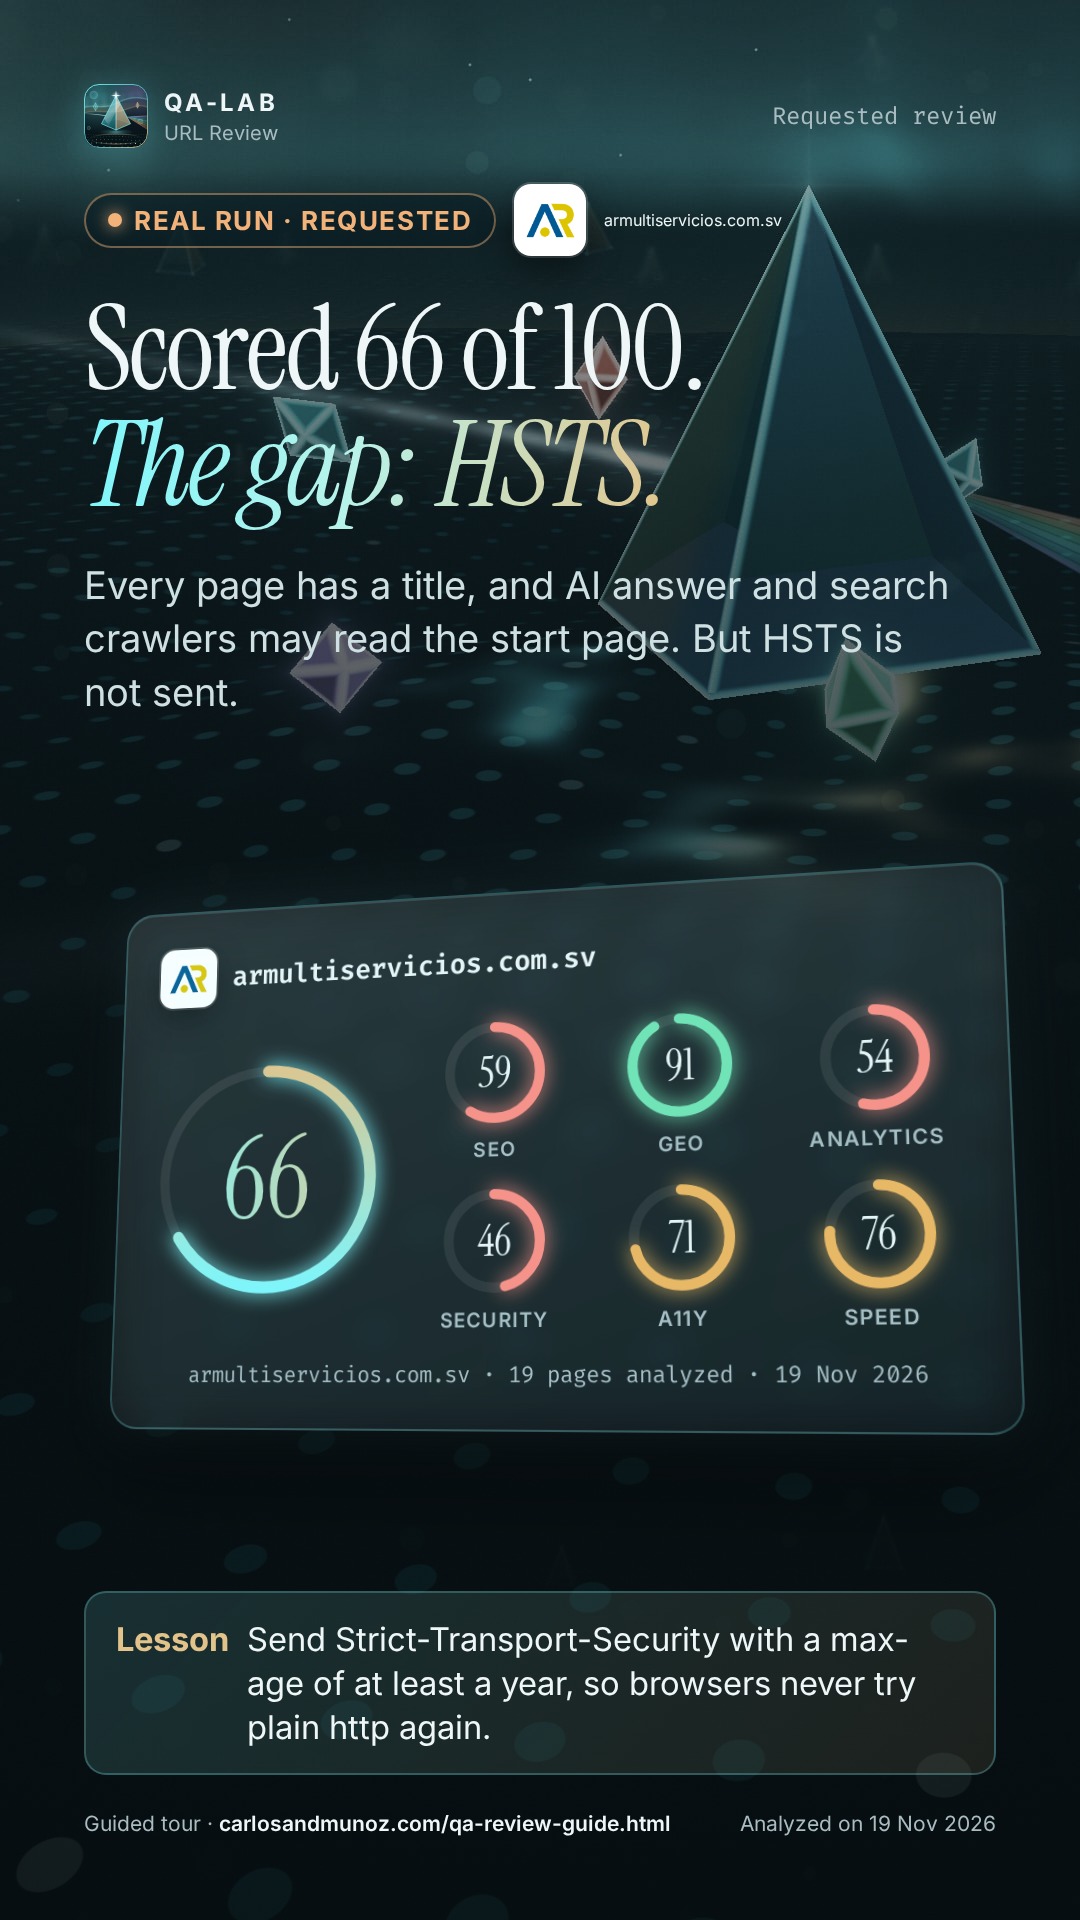 QA-LAB
URL Review
Requested review
REAL RUN · REQUESTED
AR
armultiservicios.com.sv
Scored 66 of 100.
The gap: HSTS.
Every page has a title, and AI answer and search
crawlers may read the start page. But HSTS is
not sent.
AR
armultiservicios.com.sv
66
59
SEO
91
GEO
54
ANALYTICS
46
SECURITY
71
A11Y
76
SPEED
armultiservicios.com.sv · 19 pages analyzed · 19 Nov 2026
Lesson
Send Strict-Transport-Security with a max-
age of at least a year, so browsers never try
plain http again.
Guided tour · carlosandmunoz.com/qa-review-guide.html
Analyzed on 19 Nov 2026